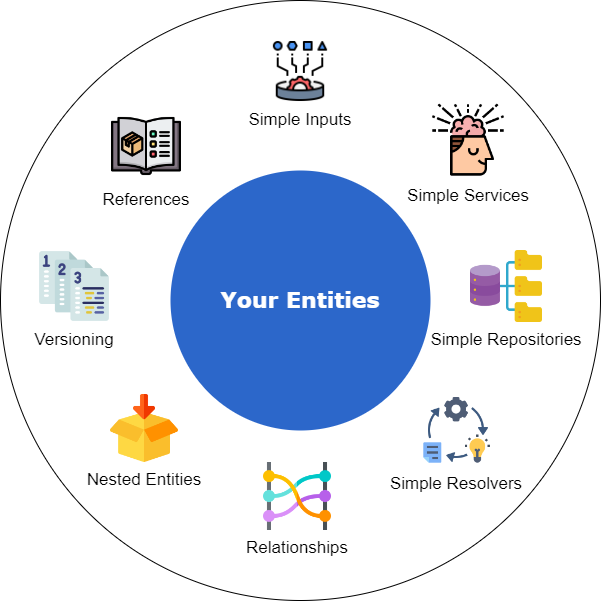 Simple Inputs
References
Simple Services
Your Entities
1
2
3
Versioning
Simple Repositories
Nested Entities
Simple Resolvers
Relationships